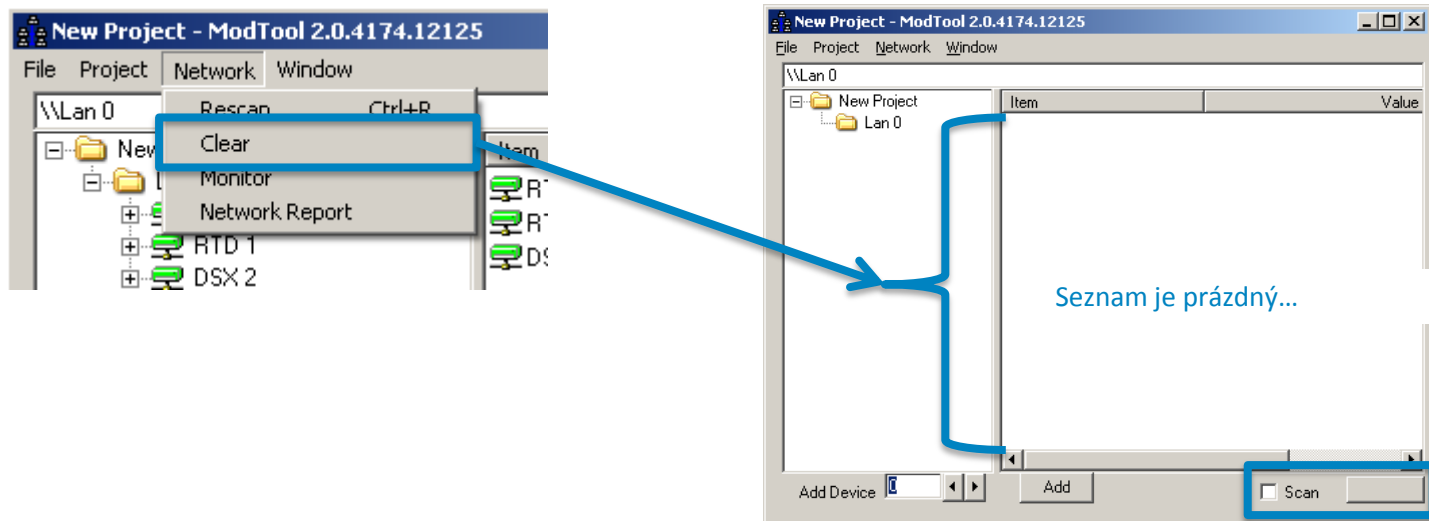 New Project - ModTool 2.0.4174.12125
File Project Network Window
\\Lan 0
Rescan Ctrl+R
Clear
Monitor
Network Report
New
Item
RTD 1
DSX 2
New Project - ModTool 2.0.4174.12125
File Project Network Window
\\Lan 0
New Project
Lan 0
Item Value
Seznam je prázdný...
Add Device 0
Add
Scan